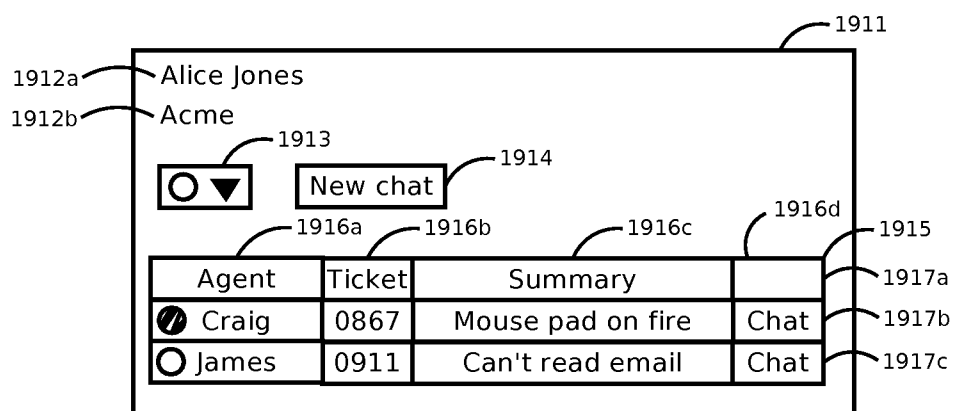 1911
1912a Alice Jones
1912b Acme
1913
1914
New chat
1916a 1916b 1916c 1916d 1915
Agent Ticket Summary 1917a
Craig 0867 Mouse pad on fire Chat 1917b
James 0911 Can't read email Chat 1917c